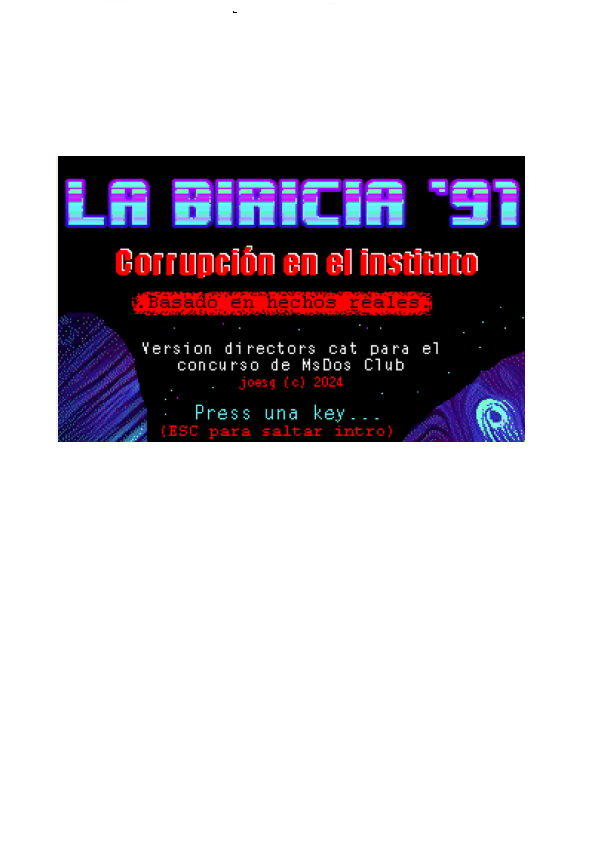 LA BIRICIA '91
Corrupción en el instituto
.Basado en hechos reales.
Version directors cat para el
concurso de MsDos Club
joesg (c) 2024
Press una key...
(ESC para saltar intro)